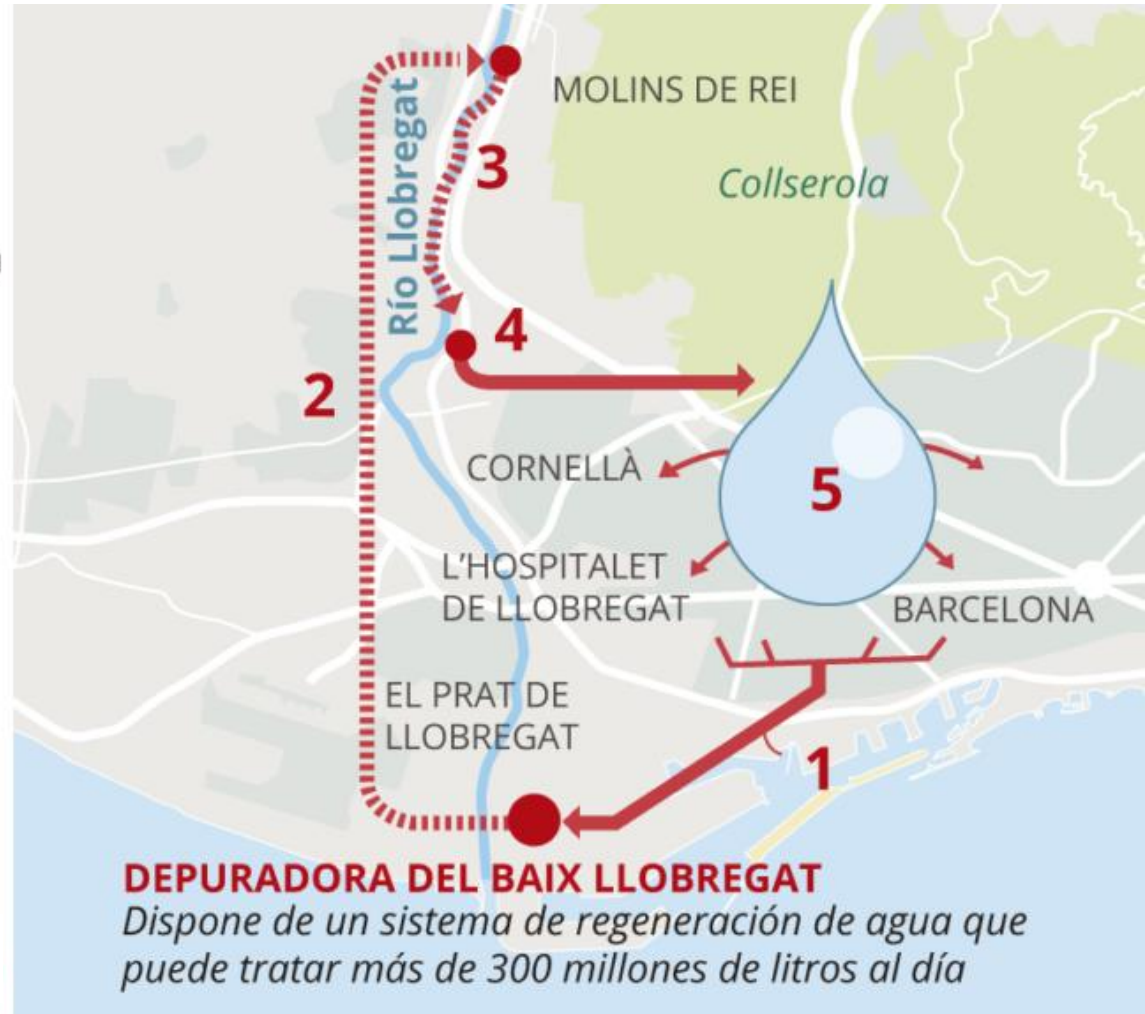 MOLINS DE REI
3
Collserola
Río Llobregat
4
2
CORNELLÀ
5
L'HOSPITALET
DE LLOBREGAT
BARCELONA
EL PRAT DE
LLOBREGAT
1
DEPURADORA DEL BAIX LLOBREGAT
Dispone de un sistema de regeneración de agua que
puede tratar más de 300 millones de litros al día